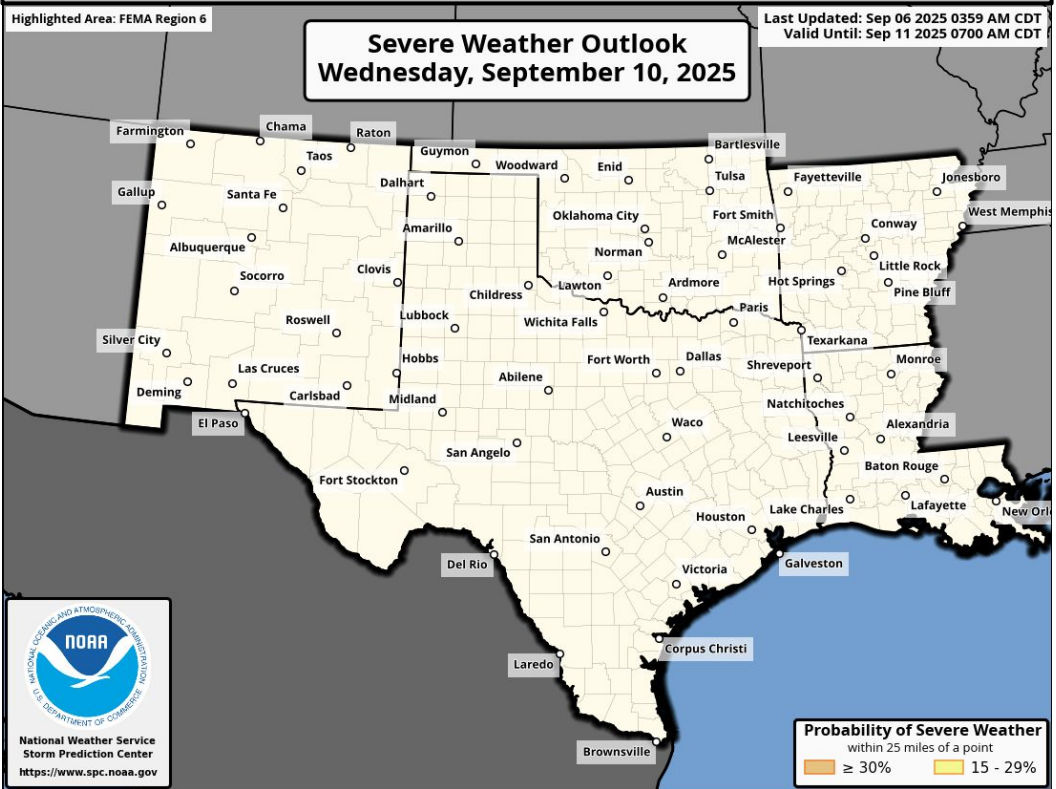 Highlighted Area: FEMA Region 6
Last Updated: Sep 06 2025 0359 AM CDT
Valid Until: Sep 11 2025 0700 AM CDT
Severe Weather Outlook
Wednesday, September 10, 2025
Farmington
Chama
Raton
Taos
Guymon
Woodward
Enid
Bartlesville
Tulsa
Fayetteville
Jonesboro
Gallup
Santa Fe
Dalhart
Oklahoma City
Fort Smith
West Memphis
Albuquerque
Amarillo
Norman
McAlester
Conway
Socorro
Clovis
Childress
Lawton
Ardmore
Hot Springs
Little Rock
Pine Bluff
Roswell
Lubbock
Wichita Falls
Paris
Texarkana
Silver City
Hobbs
Fort Worth
Dallas
Shreveport
Monroe
Las Cruces
Deming
Carlsbad
Midland
Abilene
Natchitoches
El Paso
Waco
Leesville
Alexandria
San Angelo
Baton Rouge
Fort Stockton
Austin
Houston
Lake Charles
Lafayette
New Orl
San Antonio
Del Rio
Victoria
Galveston
Laredo
Corpus Christi
Brownsville
NATIONAL OCEANIC AND ATMOSPHERIC ADMINISTRATION
NOAA
U.S. DEPARTMENT OF COMMERCE
National Weather Service
Storm Prediction Center
https://www.spc.noaa.gov
Probability of Severe Weather
within 25 miles of a point
≥ 30%
15 - 29%